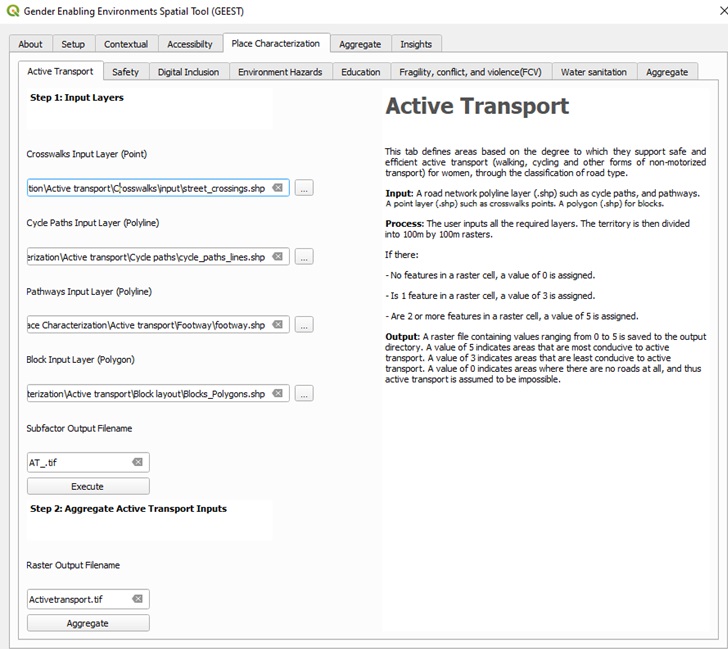 Gender Enabling Environments Spatial Tool (GEEST)
About Setup Contextual Accessibilty Place Characterization Aggregate Insights
Active Transport Safety Digital Inclusion Environment Hazards Education Fragility, conflict, and violence(FCV) Water sanitation Aggregate
Step 1: Input Layers
Crosswalks Input Layer (Point)
tion\Active transport\Crosswalks\input\street_crossings.shp ...
Cycle Paths Input Layer (Polyline)
erization\Active transport\Cycle paths\cycle_paths_lines.shp ...
Pathways Input Layer (Polyline)
ace Characterization\Active transport\Footway\footway.shp ...
Block Input Layer (Polygon)
terization\Active transport\Block layout\Blocks_Polygons.shp ...
Subfactor Output Filename
AT_.tif
Execute
Step 2: Aggregate Active Transport Inputs
Raster Output Filename
Activetransport.tif
Aggregate
Active Transport
This tab defines areas based on the degree to which they support safe and
efficient active transport (walking, cycling and other forms of non-motorized
transport) for women, through the classification of road type.
Input: A road network polyline layer (.shp) such as cycle paths, and pathways.
A point layer (.shp) such as crosswalks points. A polygon (.shp) for blocks.
Process: The user inputs all the required layers. The territory is then divided
into 100m by 100m rasters.
If there:
- No features in a raster cell, a value of 0 is assigned.
- Is 1 feature in a raster cell, a value of 3 is assigned.
- Are 2 or more features in a raster cell, a value of 5 is assigned.
Output: A raster file containing values ranging from 0 to 5 is saved to the output
directory. A value of 5 indicates areas that are most conducive to active
transport. A value of 3 indicates areas that are least conducive to active
transport. A value of 0 indicates areas where there are no roads at all, and thus
active transport is assumed to be impossible.